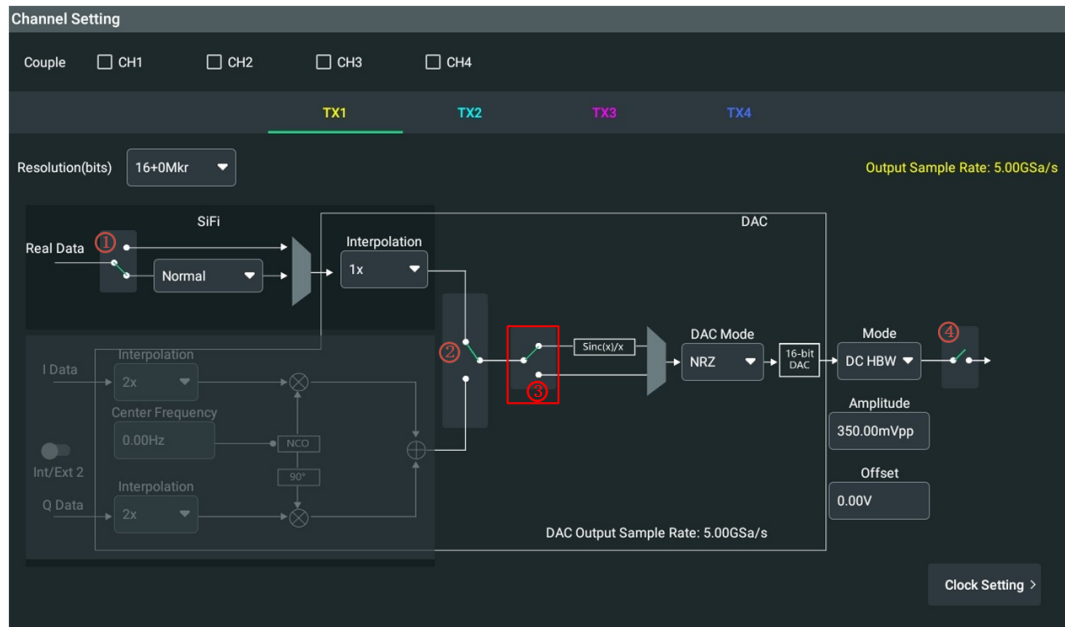 Channel Setting
Couple CH1 CH2 CH3 CH4
TX1 TX2 TX3 TX4
Resolution(bits) 16+0Mkr Output Sample Rate: 5.00GSa/s
SiFi DAC
Real Data ① Interpolation
Normal 1x
② Sinc(x)/x DAC Mode Mode ④
NRZ 16-bit DC HBW
DAC
③
Interpolation
I Data 2x
Center Frequency Amplitude
0.00Hz NCO 350.00mVpp
Int/Ext 2 90° Offset
Interpolation
Q Data 2x 0.00V
DAC Output Sample Rate: 5.00GSa/s
Clock Setting >